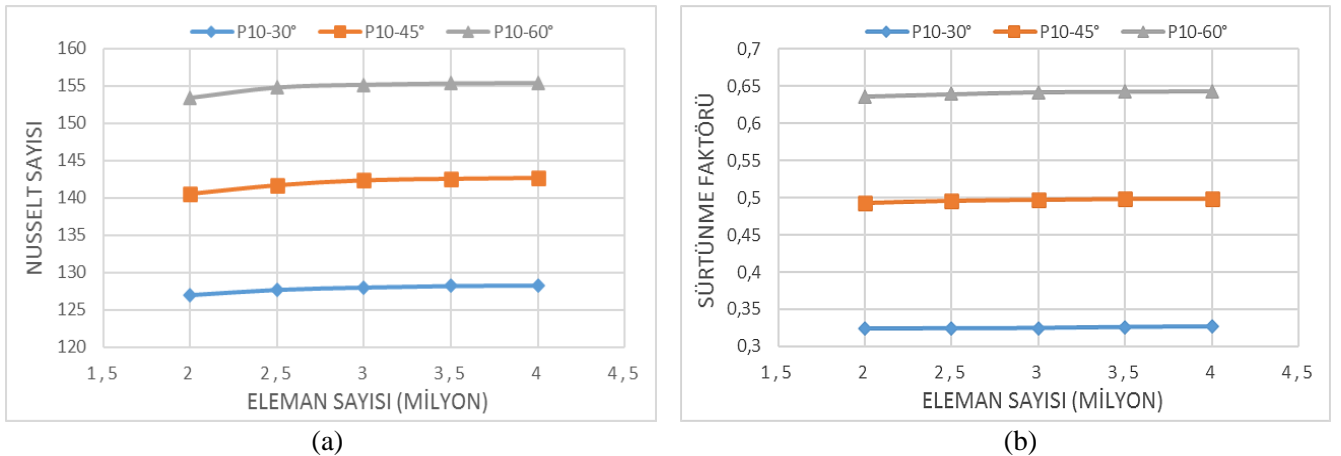 P10-30° P10-45° P10-60°
160
155
150
145
140
135
130
125
120
NUSSELT SAYISI
1,5 2 2,5 3 3,5 4 4,5
ELEMAN SAYISI (MİLYON)
(a)
P10-30° P10-45° P10-60°
0,7
0,65
0,6
0,55
0,5
0,45
0,4
0,35
0,3
SÜRTÜNME FAKTÖRÜ
1,5 2 2,5 3 3,5 4 4,5
ELEMAN SAYISI (MİLYON)
(b)